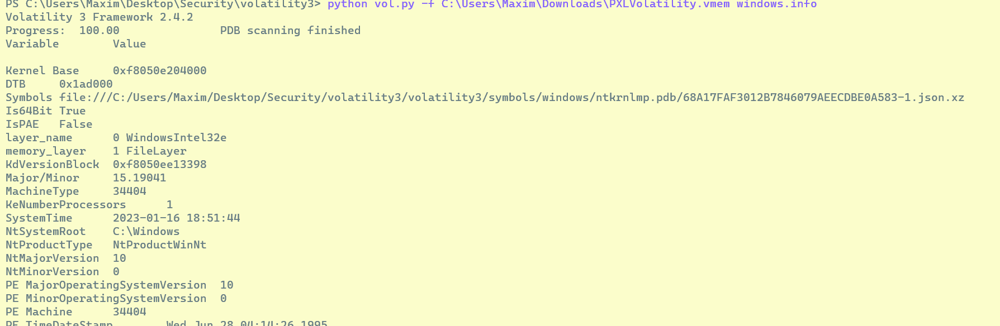 PS C:\Users\Maxim\Desktop\Security\volatility3> python vol.py -f C:\Users\Maxim\Downloads\PXLVolatility.vmem windows.info
Volatility 3 Framework 2.4.2
Progress:  100.00               PDB scanning finished
Variable        Value

Kernel Base     0xf8050e204000
DTB     0x1ad000
Symbols file:///C:/Users/Maxim/Desktop/Security/volatility3/volatility3/symbols/windows/ntkrnlmp.pdb/68A17FAF3012B7846079AEECDBE0A583-1.json.xz
Is64Bit True
IsPAE   False
layer_name      0 WindowsIntel32e
memory_layer    1 FileLayer
KdVersionBlock  0xf8050ee13398
Major/Minor     15.19041
MachineType     34404
KeNumberProcessors      1
SystemTime      2023-01-16 18:51:44
NtSystemRoot    C:\Windows
NtProductType   NtProductWinNt
NtMajorVersion  10
NtMinorVersion  0
PE MajorOperatingSystemVersion  10
PE MinorOperatingSystemVersion  0
PE Machine      34404
PE TimeDateStamp        Wed Jun 28 04:14:26 1995